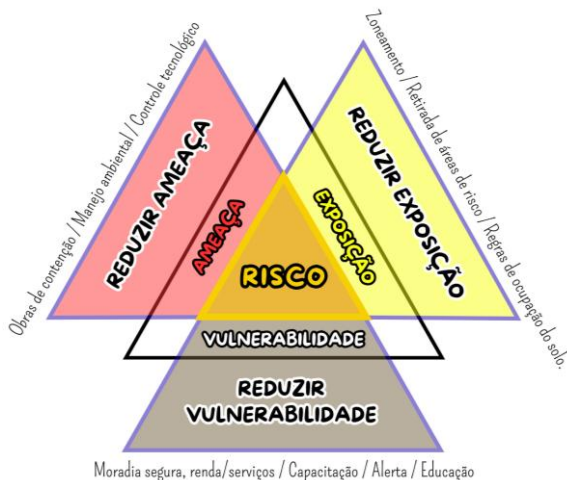 Obras de contenção / Manejo ambiental / Controle tecnológico
REDUZIR AMEAÇA
AMEAÇA
Zoneamento / Retirada de áreas de risco / Regras de ocupação do solo.
REDUZIR EXPOSIÇÃO
EXPOSIÇÃO
RISCO
VULNERABILIDADE
REDUZIR
VULNERABILIDADE
Moradia segura, renda/serviços / Capacitação / Alerta / Educação